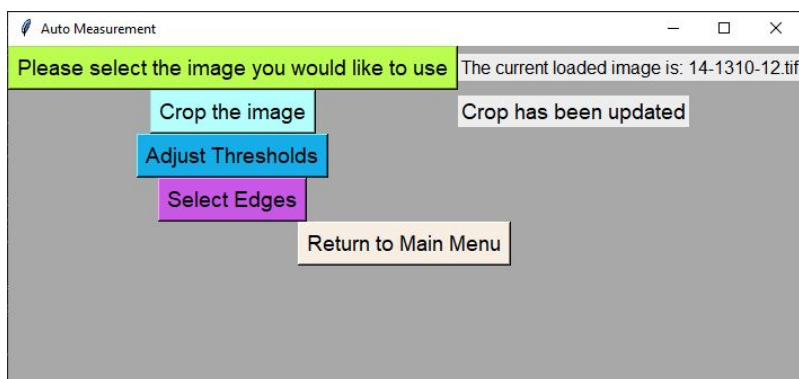 Auto Measurement
Please select the image you would like to use
The current loaded image is: 14-1310-12.tif
Crop the image
Crop has been updated
Adjust Thresholds
Select Edges
Return to Main Menu